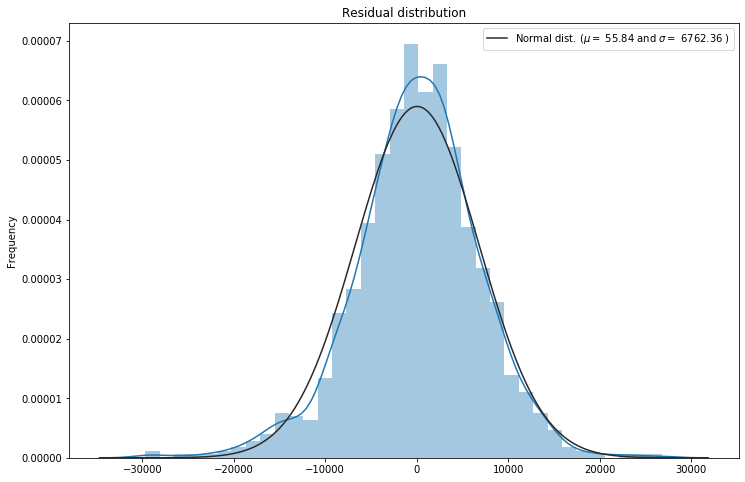 Residual distribution
Normal dist. (μ = 55.84 and σ = 6762.36 )
0.00007
0.00006
0.00005
0.00004
0.00003
0.00002
0.00001
0.00000
Frequency
−30000 −20000 −10000 0 10000 20000 30000